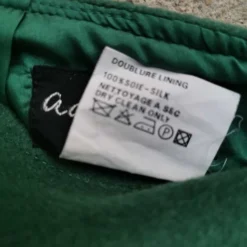 DOUBLURE LINING
100%SOIE - SILK
NETTOYAGE A SEC
DRY CLEAN ONLY